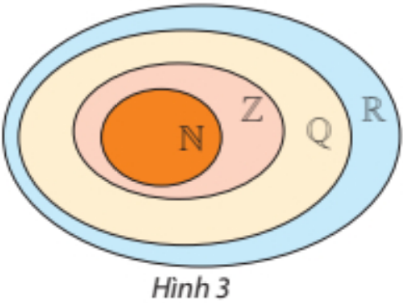 ℕ ℤ ℚ ℝ
Hình 3